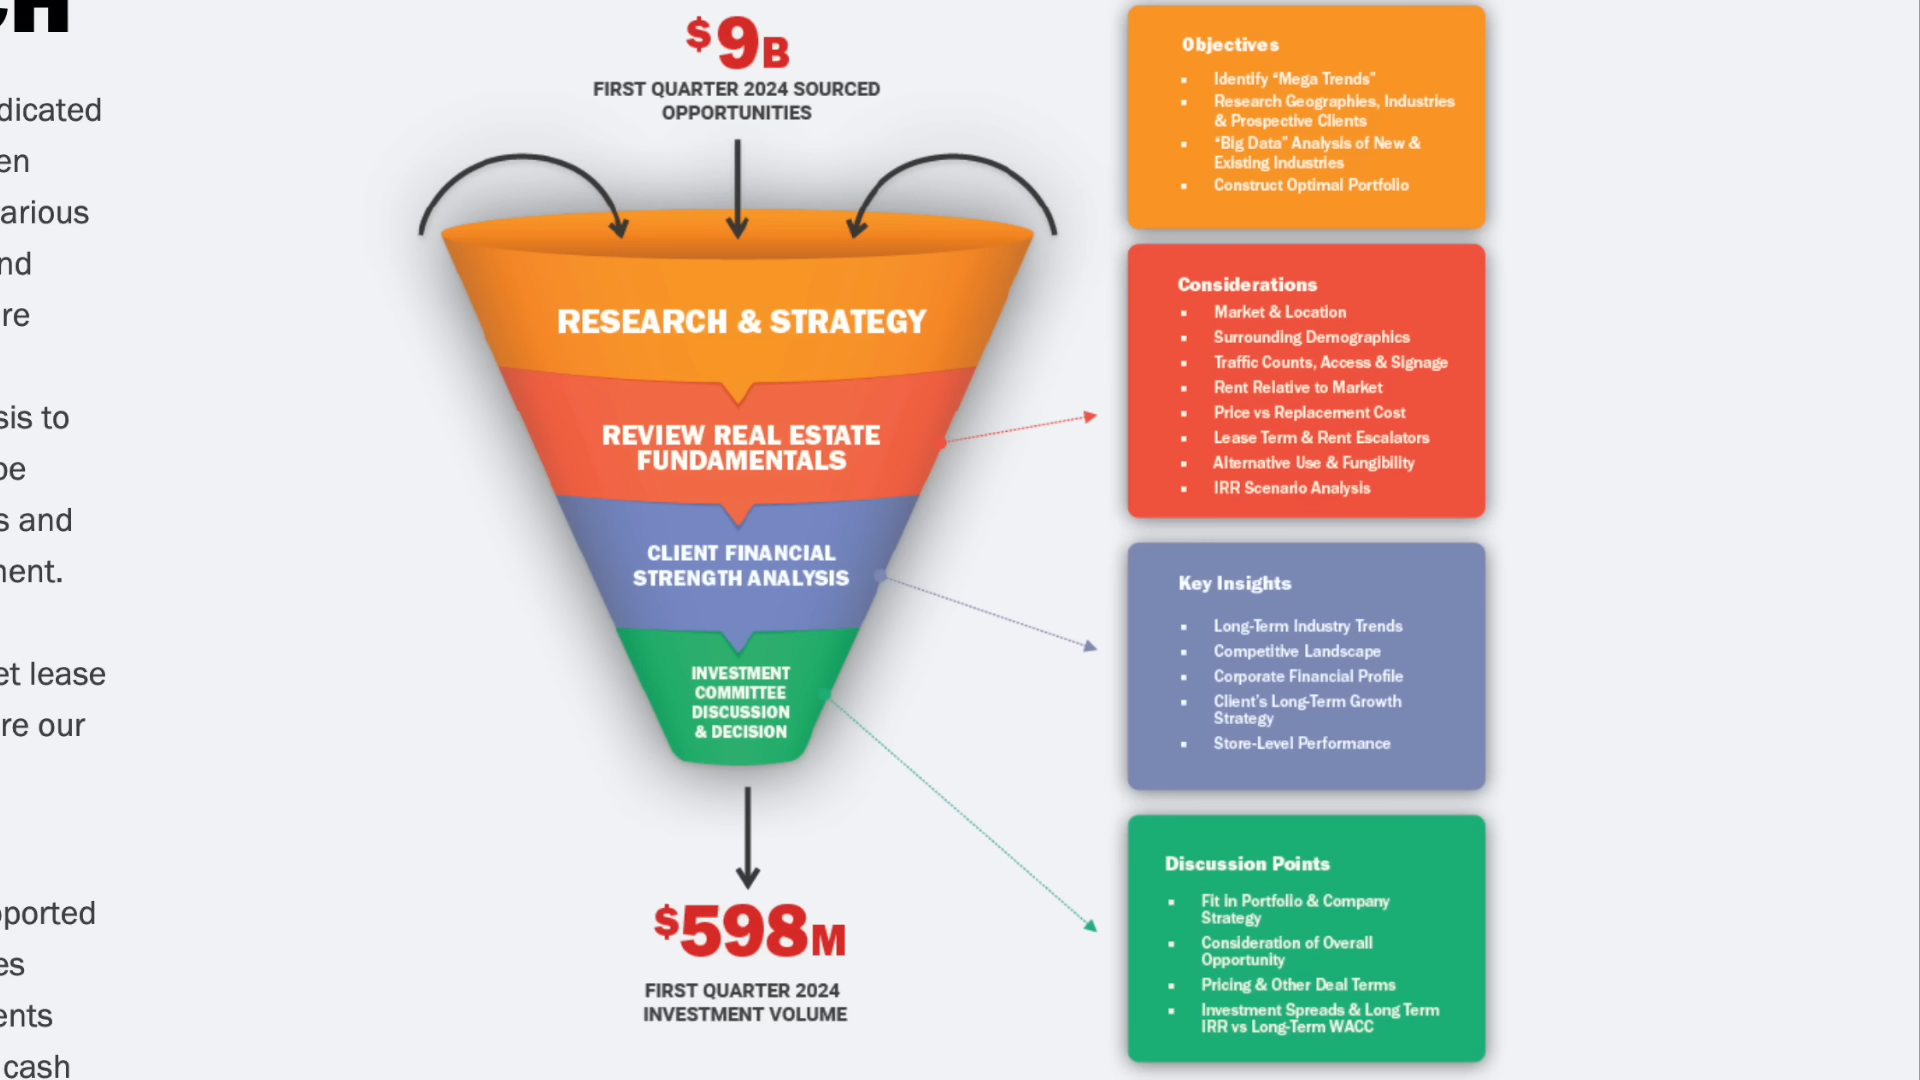 dicated
en
arious
nd
re
sis to
s and
nent.
et lease
re our
pported
es
ents
cash
$9B
FIRST QUARTER 2024 SOURCED
OPPORTUNITIES
RESEARCH & STRATEGY
REVIEW REAL ESTATE
FUNDAMENTALS
CLIENT FINANCIAL
STRENGTH ANALYSIS
INVESTMENT
COMMITTEE
DISCUSSION
& DECISION
$598M
FIRST QUARTER 2024
INVESTMENT VOLUME
Objectives
▪ Identify “Mega Trends”
▪ Research Geographies, Industries
& Prospective Clients
▪ “Big Data” Analysis of New &
Existing Industries
▪ Construct Optimal Portfolio
Considerations
▪ Market & Location
▪ Surrounding Demographics
▪ Traffic Counts, Access & Signage
▪ Rent Relative to Market
▪ Price vs Replacement Cost
▪ Lease Term & Rent Escalators
▪ Alternative Use & Fungibility
▪ IRR Scenario Analysis
Key Insights
▪ Long-Term Industry Trends
▪ Competitive Landscape
▪ Corporate Financial Profile
▪ Client’s Long-Term Growth
Strategy
▪ Store-Level Performance
Discussion Points
▪ Fit in Portfolio & Company
Strategy
▪ Consideration of Overall
Opportunity
▪ Pricing & Other Deal Terms
▪ Investment Spreads & Long Term
IRR vs Long-Term WACC